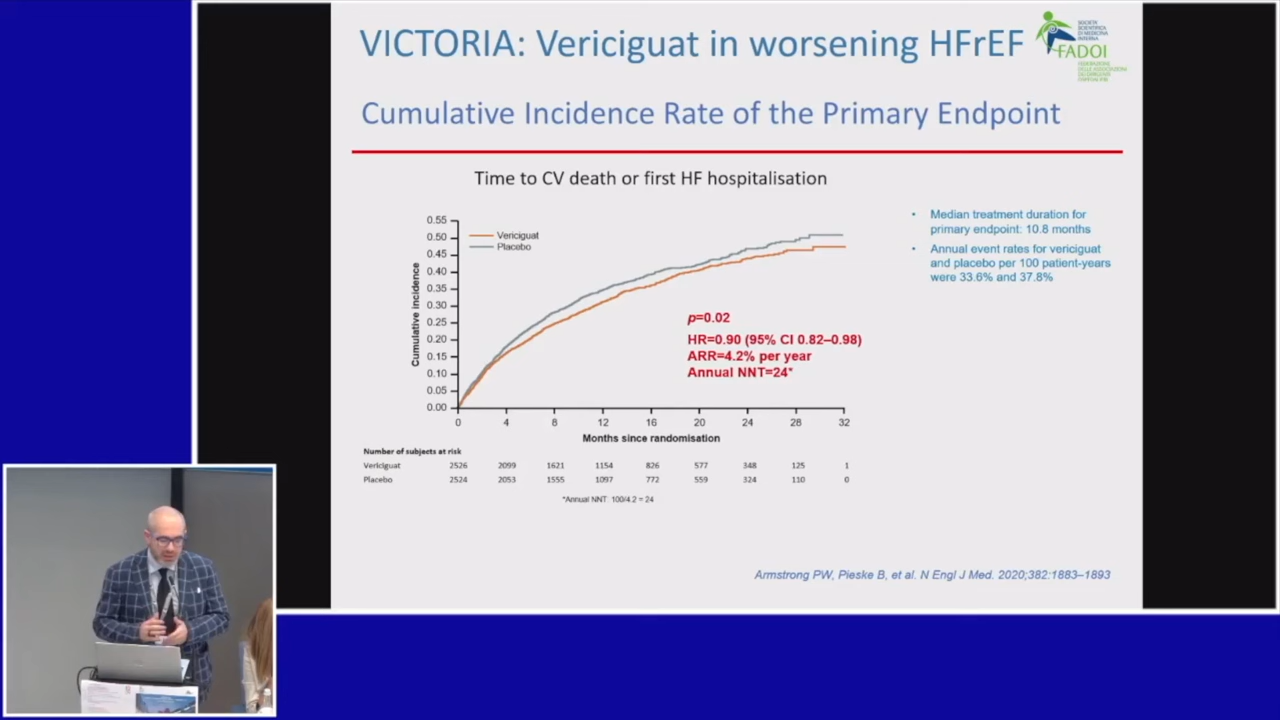 VICTORIA: Vericiguat in worsening HFrEF
SOCIETÀ
SCIENTIFICA
DI MEDICINA
INTERNA
FADOI
Cumulative Incidence Rate of the Primary Endpoint
Time to CV death or first HF hospitalisation
Cumulative incidence
0.55
0.50
0.45
0.40
0.35
0.30
0.25
0.20
0.15
0.10
0.05
0.00
Vericiguat
Placebo
p=0.02
HR=0.90 (95% CI 0.82–0.98)
ARR=4.2% per year
Annual NNT=24*
0 4 8 12 16 20 24 28 32
Months since randomisation
Number of subjects at risk
Vericiguat 2526 2099 1621 1154 826 577 348 125 1
Placebo 2524 2053 1555 1097 772 559 324 110 0
*Annual NNT 100/4.2 = 24
• Median treatment duration for
primary endpoint: 10.8 months
• Annual event rates for vericiguat
and placebo per 100 patient-years
were 33.6% and 37.8%
Armstrong PW, Pieske B, et al. N Engl J Med. 2020;382:1883–1893